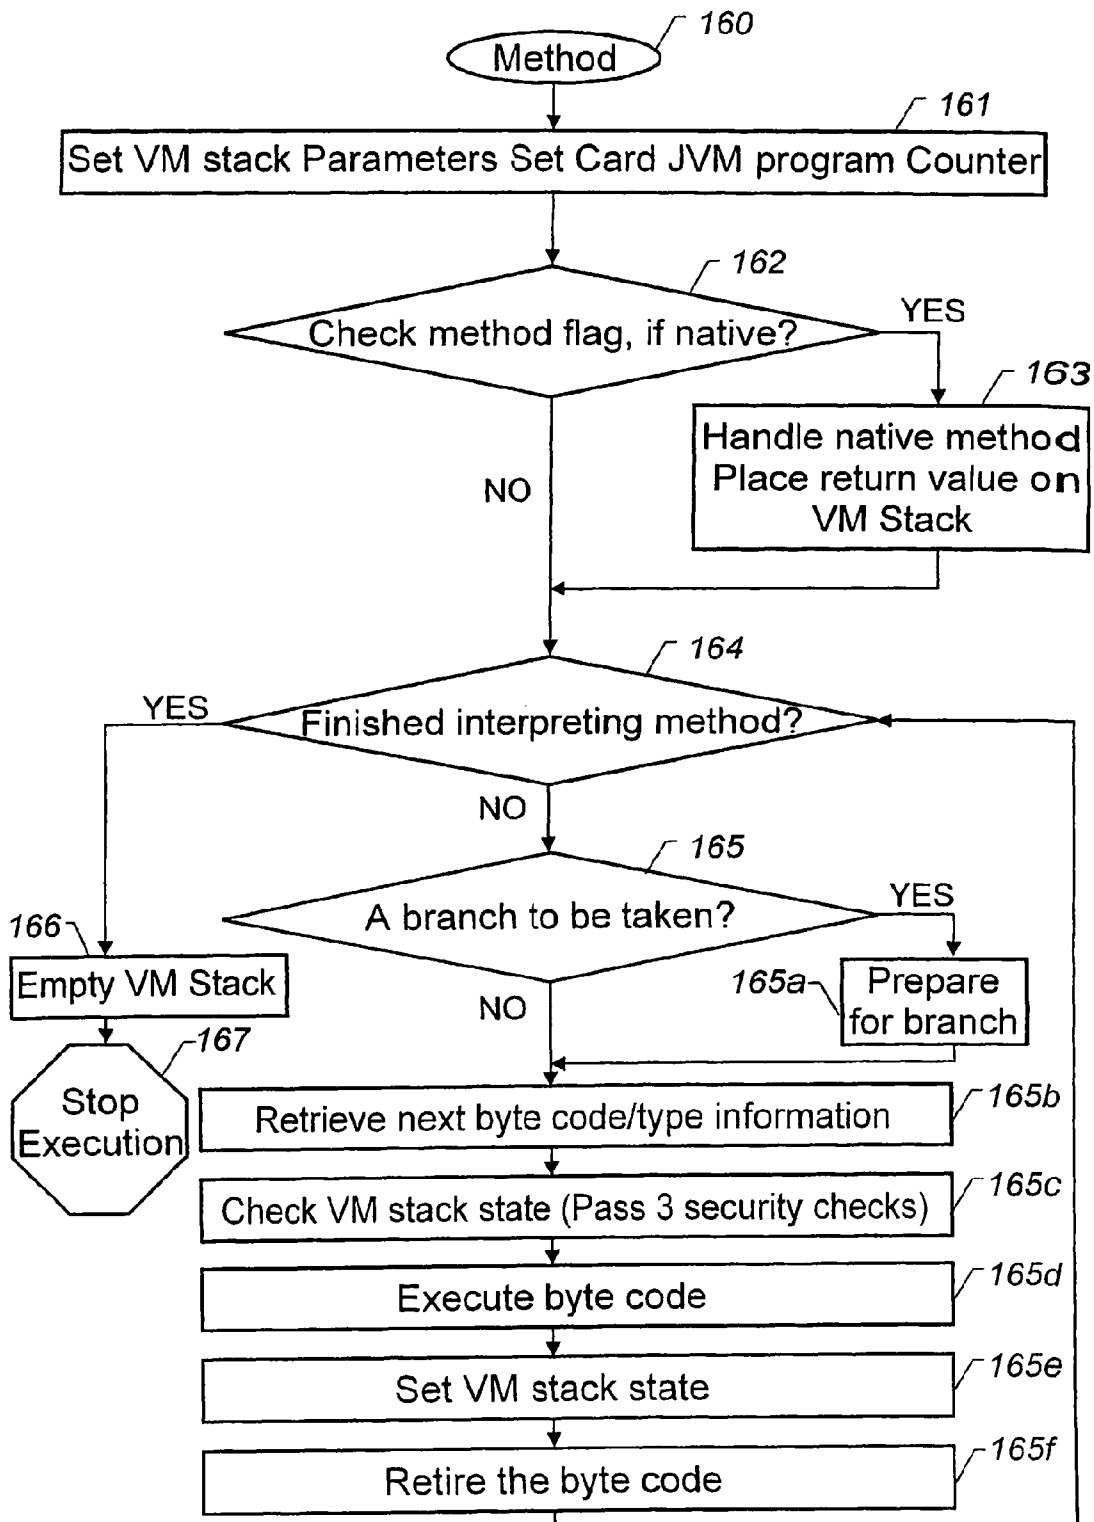 160
Method
161
Set VM stack Parameters Set Card JVM program Counter
162
Check method flag, if native?
YES
163
Handle native method
Place return value on
VM Stack
NO
164
Finished interpreting method?
YES
NO
165
A branch to be taken?
YES
166
Empty VM Stack
165a
Prepare
for branch
NO
167
Stop
Execution
165b
Retrieve next byte code/type information
165c
Check VM stack state (Pass 3 security checks)
165d
Execute byte code
165e
Set VM stack state
165f
Retire the byte code